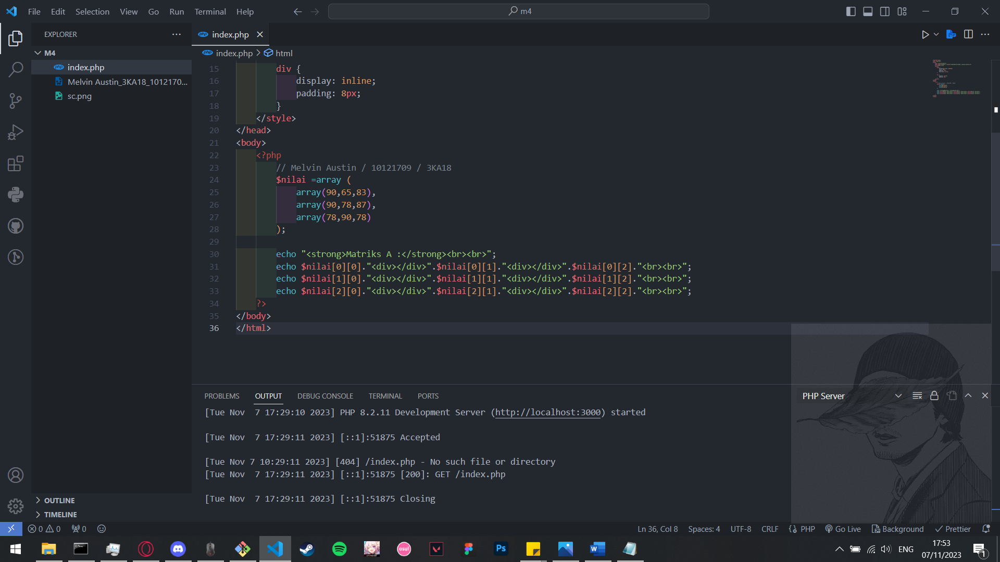 File Edit Selection View Go Run Terminal Help
m4
EXPLORER
M4
index.php
Melvin Austin_3KA18_1012170...
sc.png
OUTLINE
TIMELINE
index.php
index.php > html
15 div {
16 display: inline;
17 padding: 8px;
18 }
19 </style>
20 </head>
21 <body>
22 <?php
23 // Melvin Austin / 10121709 / 3KA18
24 $nilai =array (
25 array(90,65,83),
26 array(90,78,87),
27 array(78,90,78)
28 );
29
30 echo "<strong>Matriks A :</strong><br><br>";
31 echo $nilai[0][0]."<div></div>".$nilai[0][1]."<div></div>".$nilai[0][2]."<br><br>";
32 echo $nilai[1][0]."<div></div>".$nilai[1][1]."<div></div>".$nilai[1][2]."<br><br>";
33 echo $nilai[2][0]."<div></div>".$nilai[2][1]."<div></div>".$nilai[2][2]."<br><br>";
34 ?>
35 </body>
36 </html>
PROBLEMS OUTPUT DEBUG CONSOLE TERMINAL PORTS
PHP Server
[Tue Nov  7 17:29:10 2023] PHP 8.2.11 Development Server (http://localhost:3000) started
[Tue Nov  7 17:29:11 2023] [::1]:51875 Accepted
[Tue Nov 7 10:29:11 2023] [404] /index.php - No such file or directory
[Tue Nov  7 17:29:11 2023] [::1]:51875 [200]: GET /index.php
[Tue Nov  7 17:29:11 2023] [::1]:51875 Closing
0 0 0
Ln 36, Col 8 Spaces: 4 UTF-8 CRLF PHP Go Live Background Prettier
osu!
Ps
W
ENG
17:53
07/11/2023
1